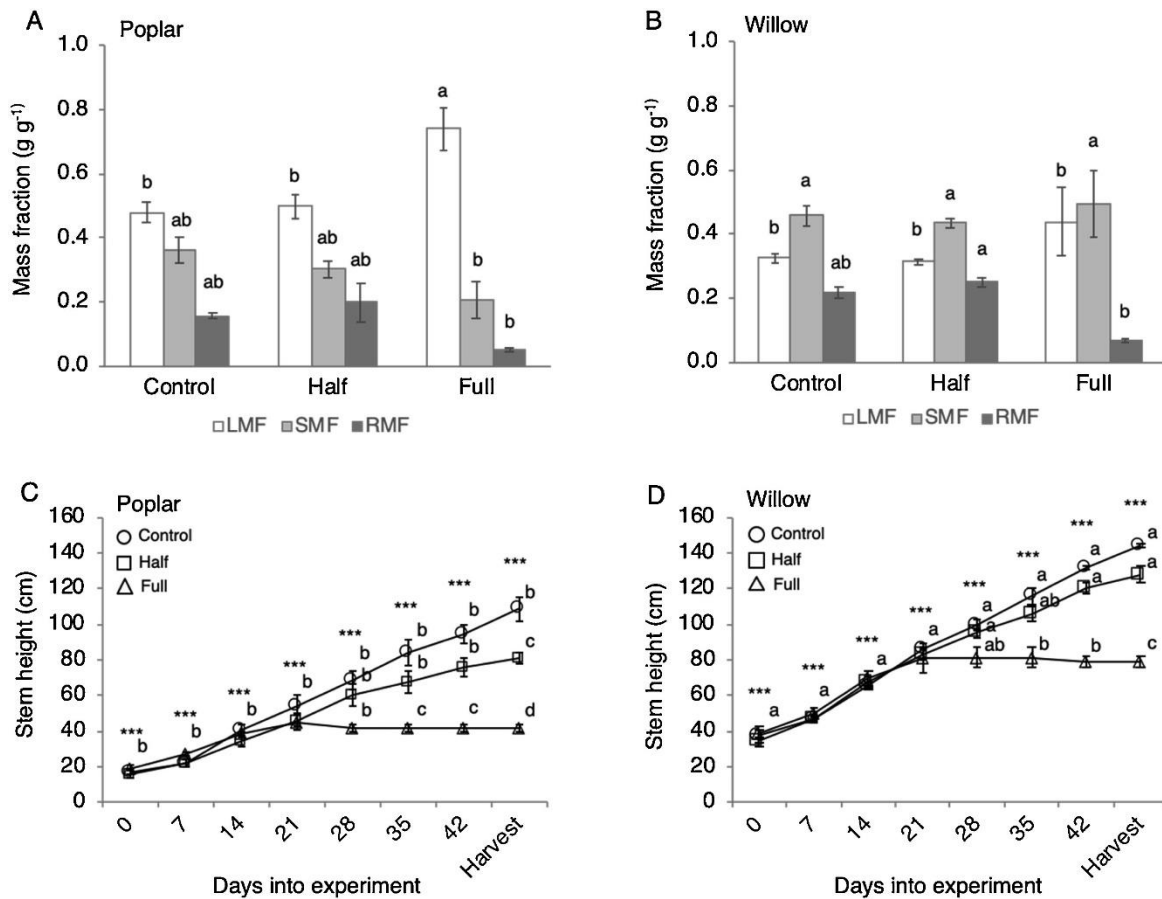 A
Poplar
Mass fraction (g g⁻¹)
1.0
0.8
0.6
0.4
0.2
0.0
b
ab
ab
b
ab
ab
a
b
b
Control
Half
Full
LMF SMF RMF
B
Willow
Mass fraction (g g⁻¹)
1.0
0.8
0.6
0.4
0.2
0.0
b
a
ab
b
a
a
b
a
b
Control
Half
Full
LMF SMF RMF
C
Poplar
Control
Half
Full
Stem height (cm)
160
140
120
100
80
60
40
20
0
***
b
***
b
***
b
***
b
***
b
b
b
***
b
b
c
***
b
b
c
***
b
c
d
0 7 14 21 28 35 42 Harvest
Days into experiment
D
Willow
Control
Half
Full
Stem height (cm)
160
140
120
100
80
60
40
20
0
***
a
***
a
***
a
***
a
***
a
a
ab
***
a
ab
b
***
a
a
b
***
a
a
c
0 7 14 21 28 35 42 Harvest
Days into experiment